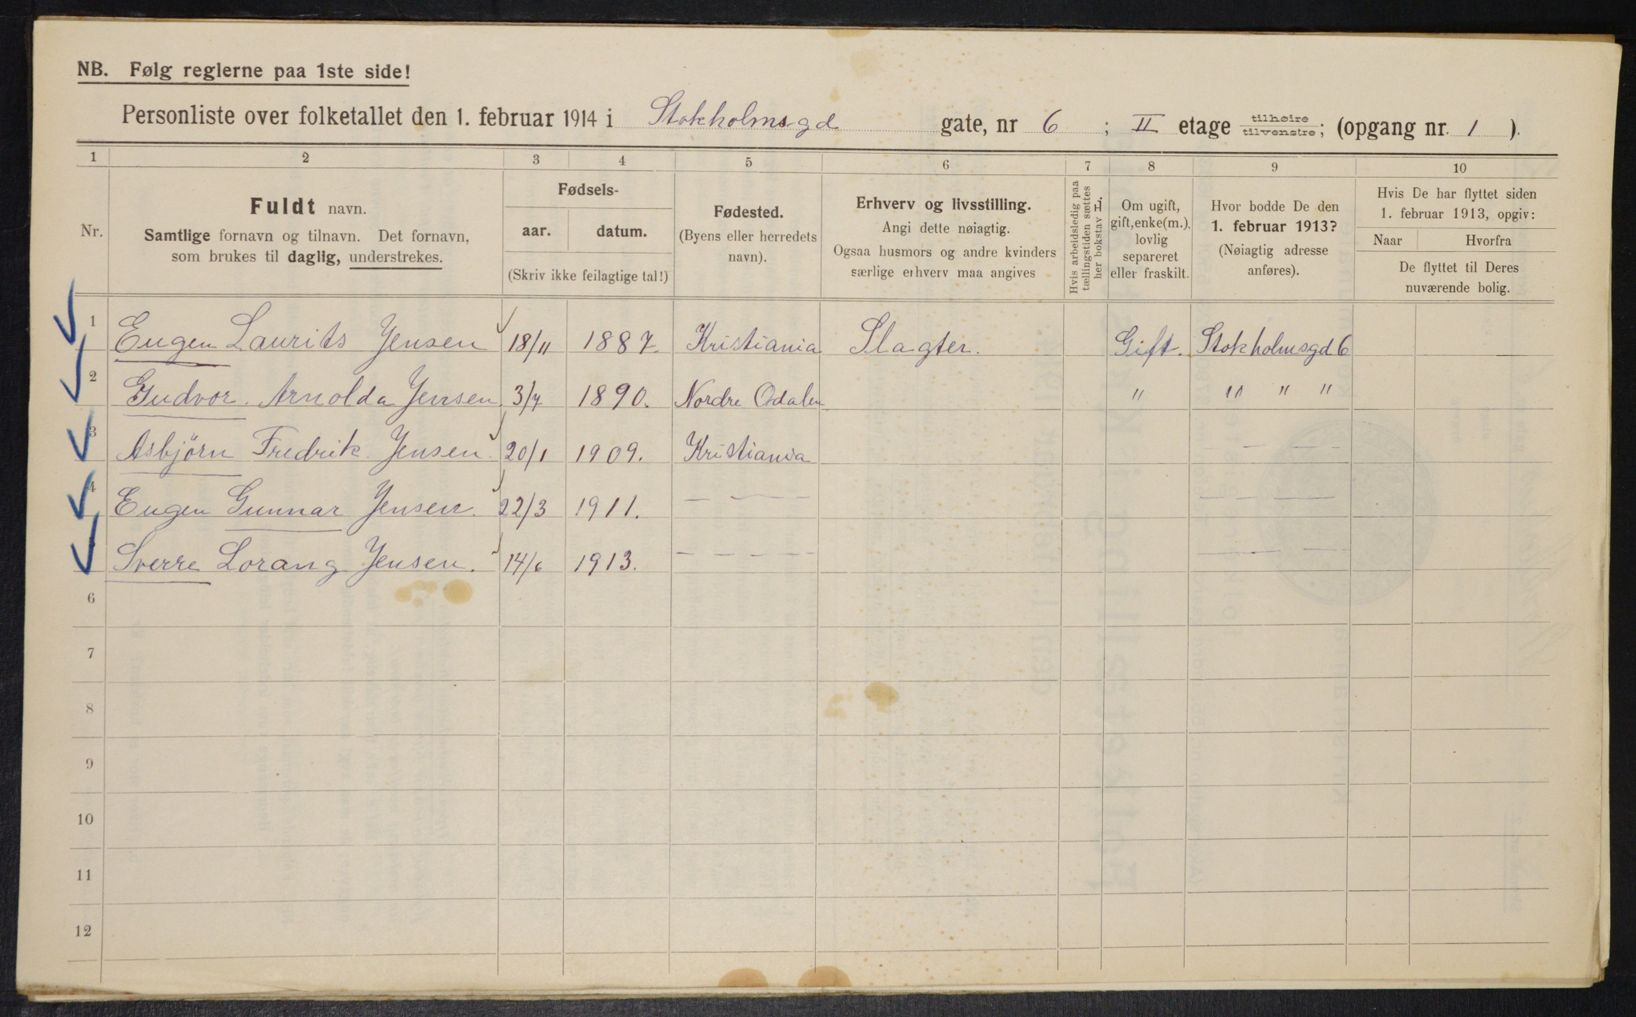 NB. Følg reglerne paa 1ste side!
Personliste over folketallet den 1. februar 1914 i Stokholmsgd gate, nr 6 ; II etage tilhøire tilvenstre; (opgang nr. 1 ).
1 2 3 4 5 6 7 8 9 10
Nr.
Fuldt navn.
Samtlige fornavn og tilnavn. Det fornavn,
som brukes til daglig, understrekes.
Fødsels-
aar. datum.
(Skriv ikke feilagtige tal!)
Fødested.
(Byens eller herredets
navn).
Erhverv og livsstilling.
Angi dette nøiagtig.
Ogsaa husmors og andre kvinders
særlige erhverv maa angives
Hvis arbeidsledig paa
tællingstiden sættes
her bokstav H.
Om ugift,
gift, enke(m.),
lovlig
separeret
eller fraskilt.
Hvor bodde De den
1. februar 1913?
(Nøiagtig adresse
anføres).
Hvis De har flyttet siden
1. februar 1913, opgiv:
Naar Hvorfra
De flyttet til Deres
nuværende bolig.
1 Eugen Laurits Jensen 18/11 1887. Kristiania Slagter. Gift. Stokholmsgd 6
2 Gudvor Arnolda Jensen 3/7 1890. Nordre Odalen " " " "
3 Asbjørn Fredrik Jensen 20/1 1909. Kristiania — —
4 Eugen Gunnar Jensen. 22/3 1911. — — — —
Sverre Lorang Jensen. 14/6 1913. — — — — — —
6
7
8
9
10
11
12